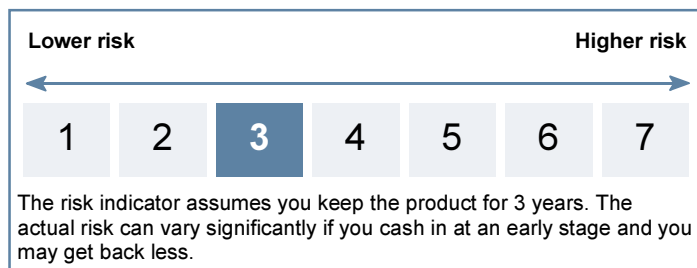 Lower risk Higher risk
1 2 3 4 5 6 7
The risk indicator assumes you keep the product for 3 years. The
actual risk can vary significantly if you cash in at an early stage and you
may get back less.